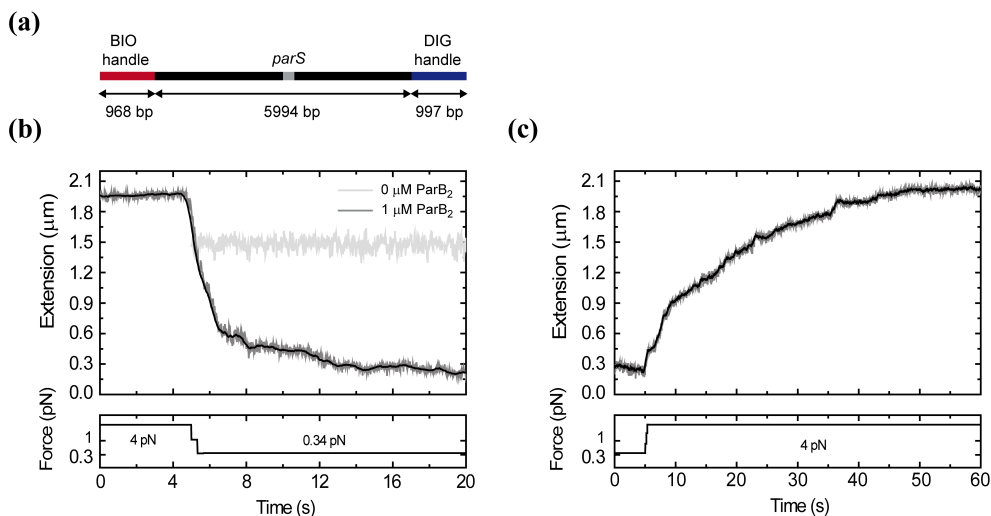 (a)
BIO handle
parS
DIG handle
968 bp
5994 bp
997 bp
(b)
Extension (μm)
2.1
1.8
1.5
1.2
0.9
0.6
0.3
0.0
0 μM ParB₂
1 μM ParB₂
Force (pN)
1
0.3
4 pN
0.34 pN
0 4 8 12 16 20
Time (s)
(c)
Extension (μm)
2.1
1.8
1.5
1.2
0.9
0.6
0.3
0.0
Force (pN)
1
0.3
4 pN
0 10 20 30 40 50 60
Time (s)